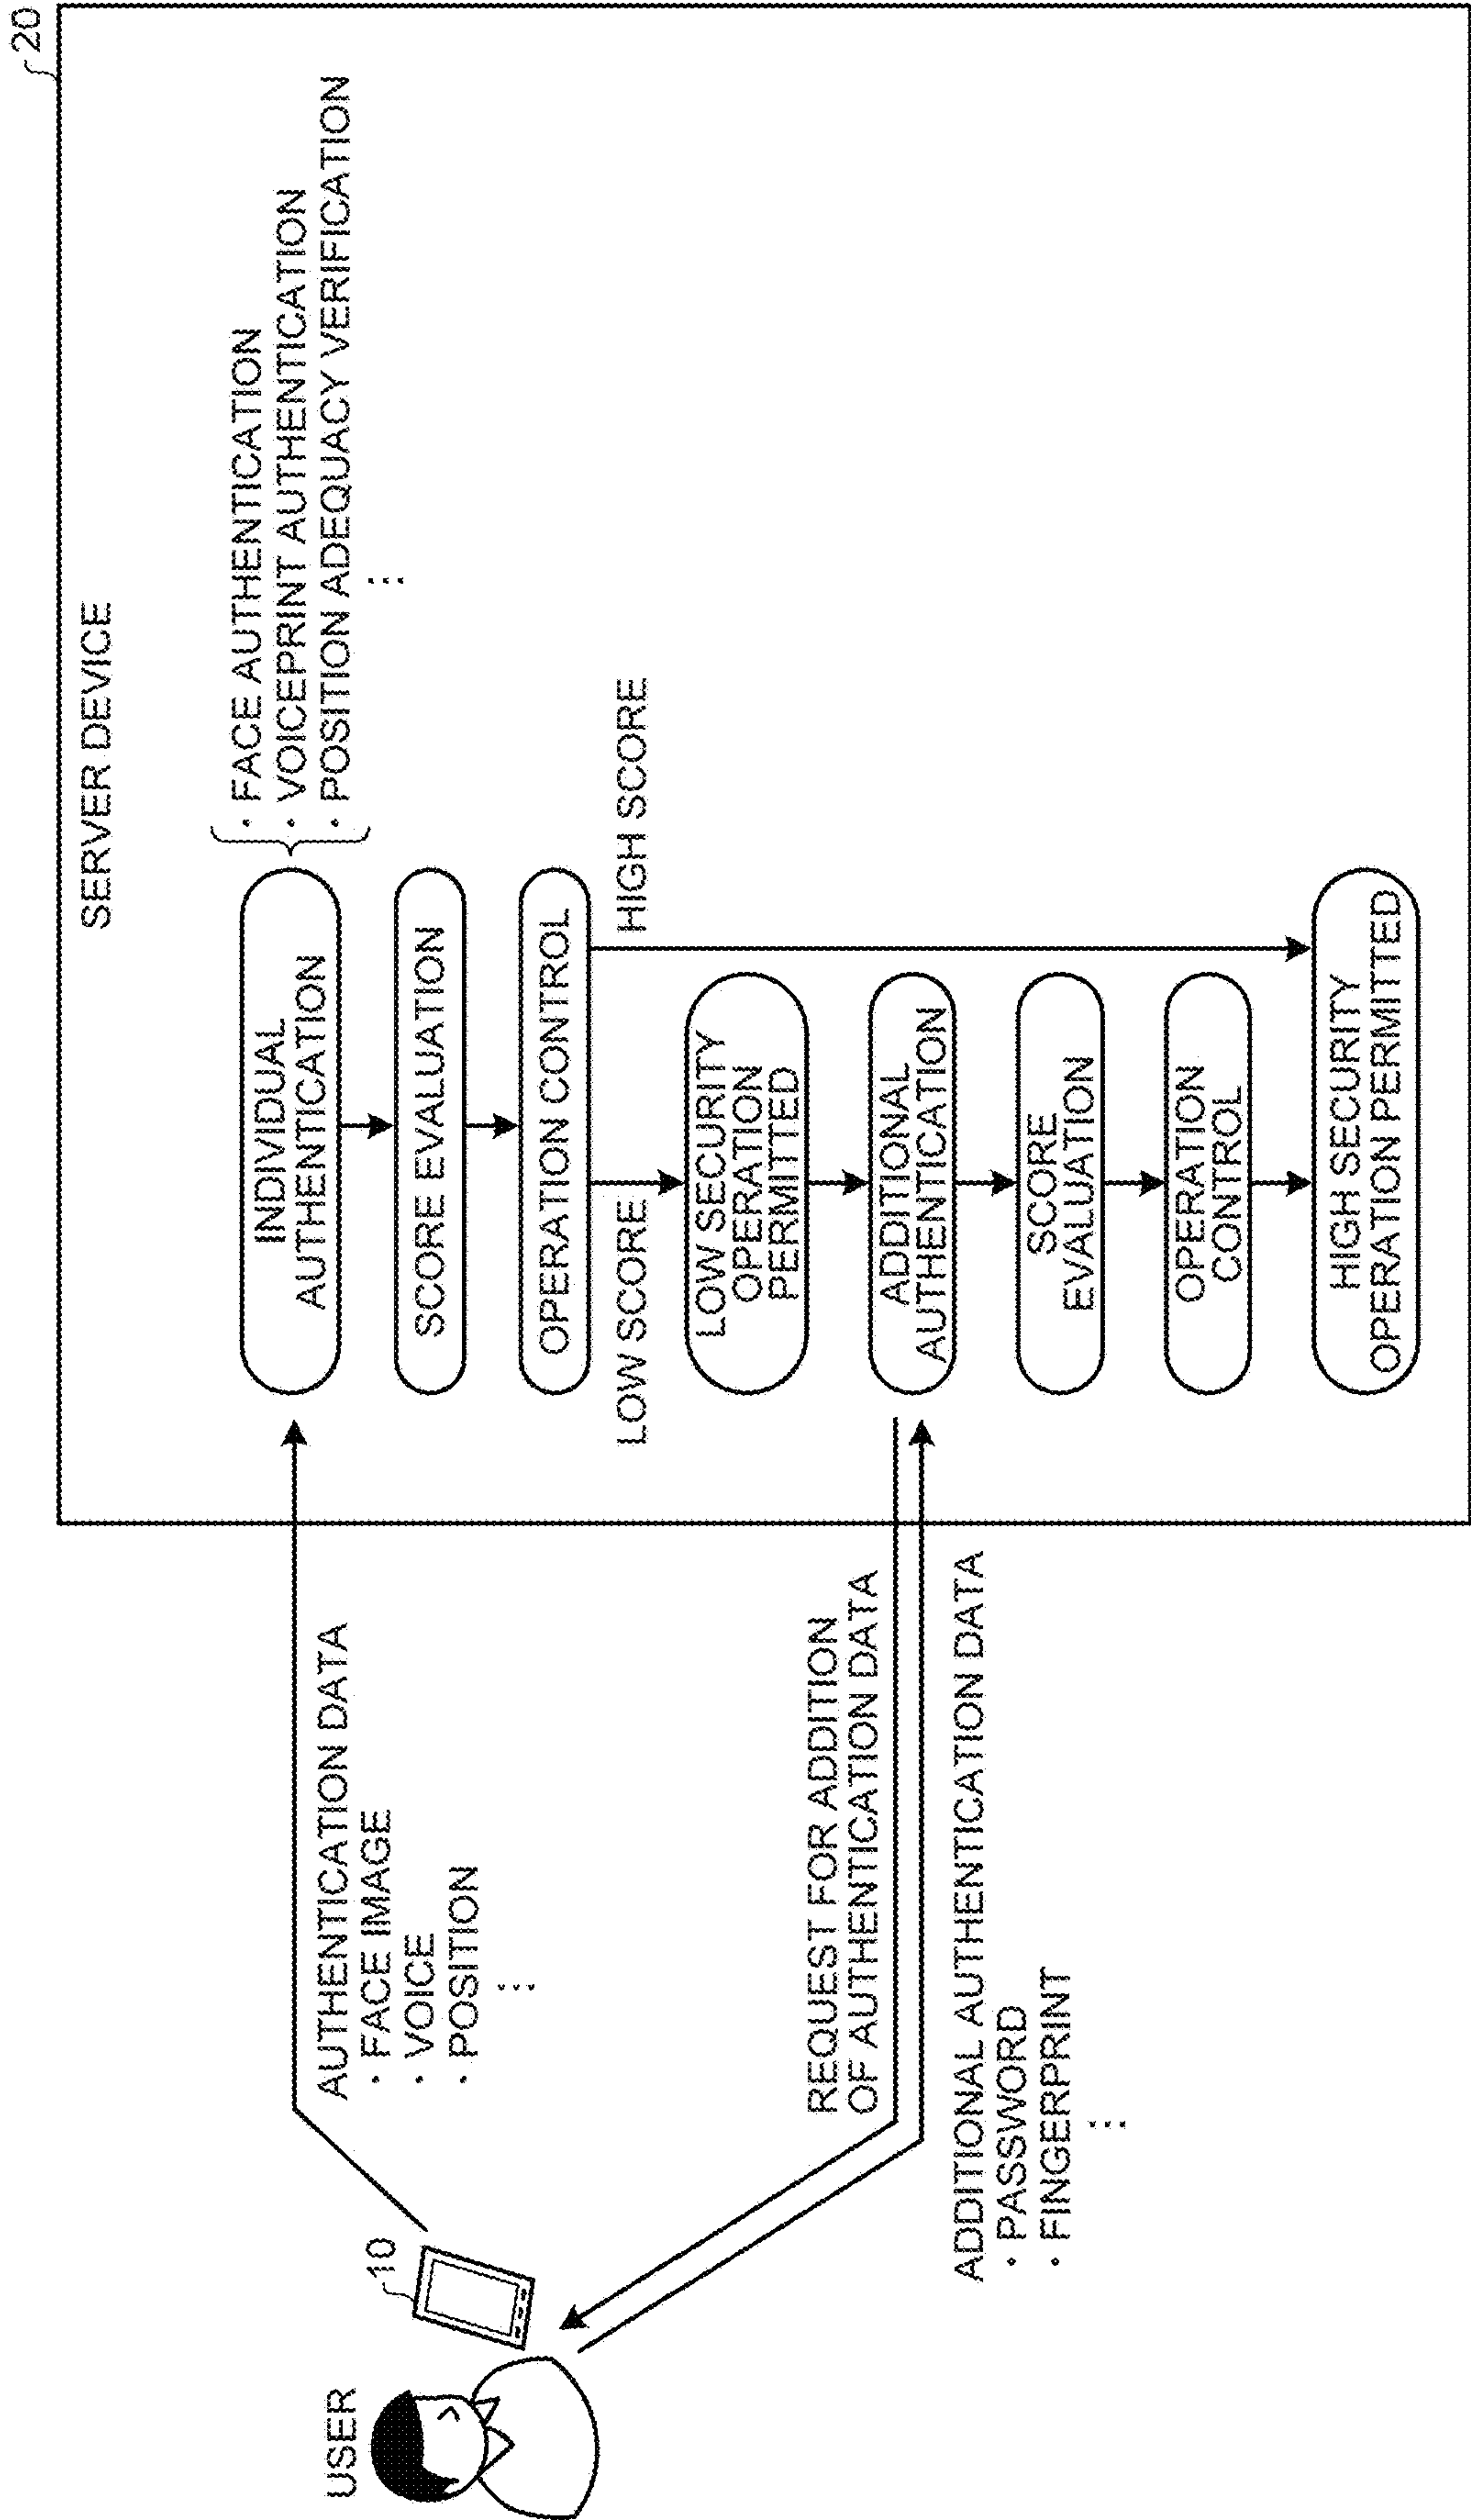 20
SERVER DEVICE
INDIVIDUAL
AUTHENTICATION
• FACE AUTHENTICATION
• VOICEPRINT AUTHENTICATION
• POSITION ADEQUACY VERIFICATION
⋮
SCORE EVALUATION
OPERATION CONTROL
LOW SCORE
HIGH SCORE
LOW SECURITY
OPERATION
PERMITTED
ADDITIONAL
AUTHENTICATION
SCORE
EVALUATION
OPERATION
CONTROL
HIGH SECURITY
OPERATION PERMITTED
USER
10
AUTHENTICATION DATA
• FACE IMAGE
• VOICE
• POSITION
⋮
REQUEST FOR ADDITION
OF AUTHENTICATION DATA
ADDITIONAL AUTHENTICATION DATA
• PASSWORD
• FINGERPRINT
⋮